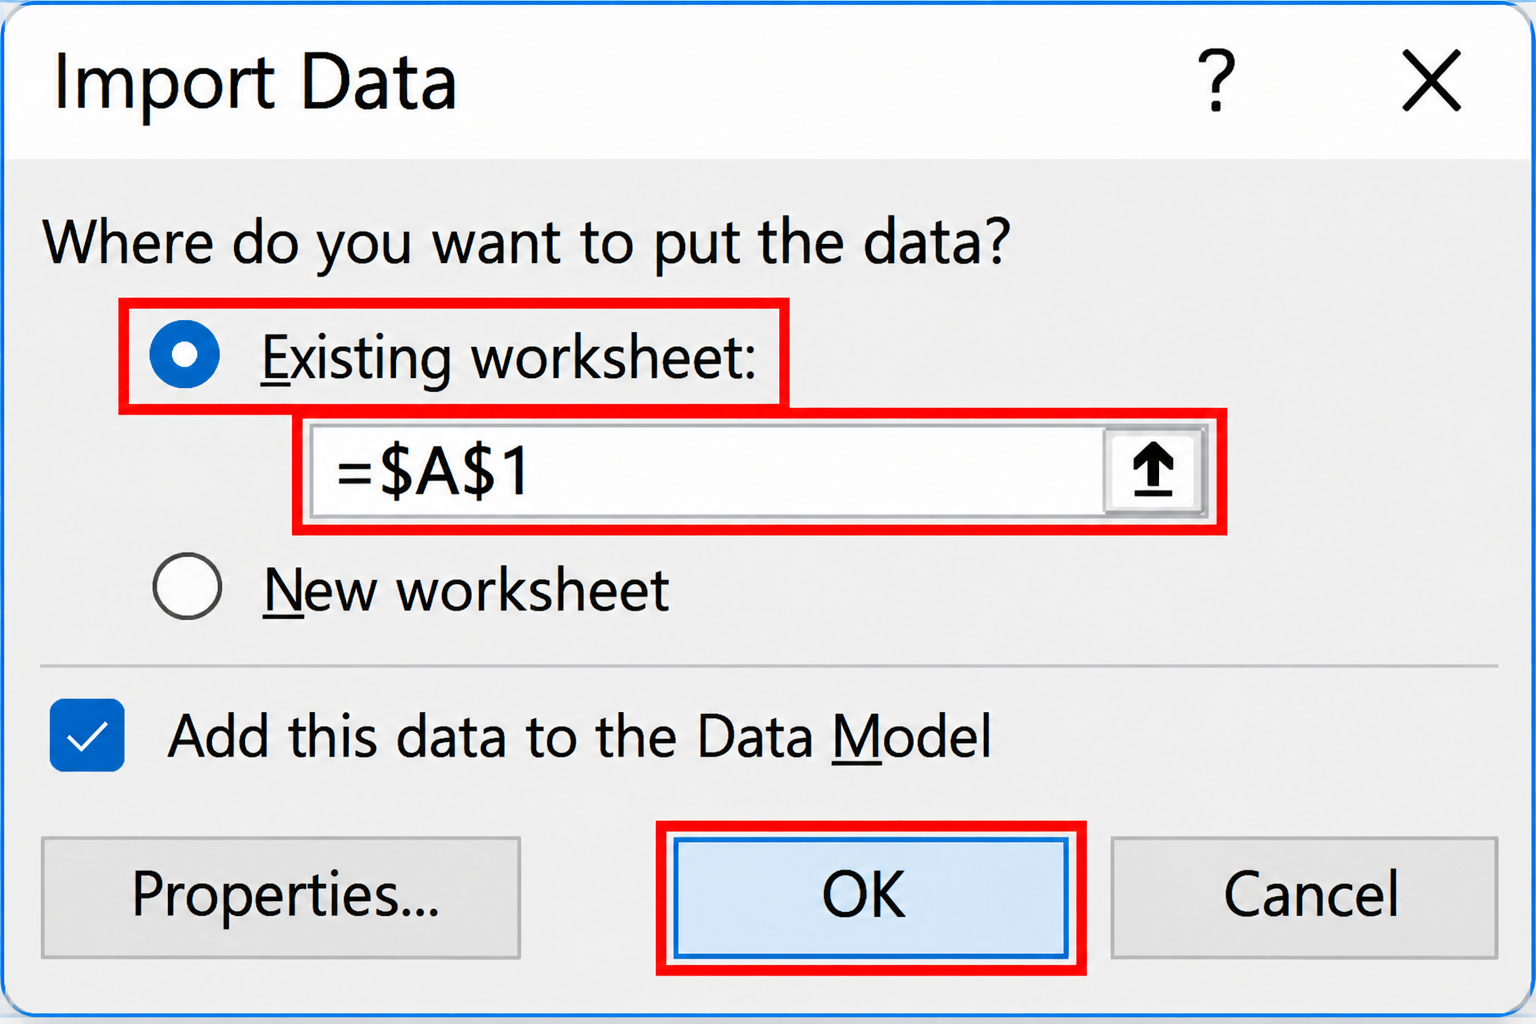 Import Data ?
Where do you want to put the data?
Existing worksheet:
=$A$1
New worksheet
Add this data to the Data Model
Properties... OK Cancel